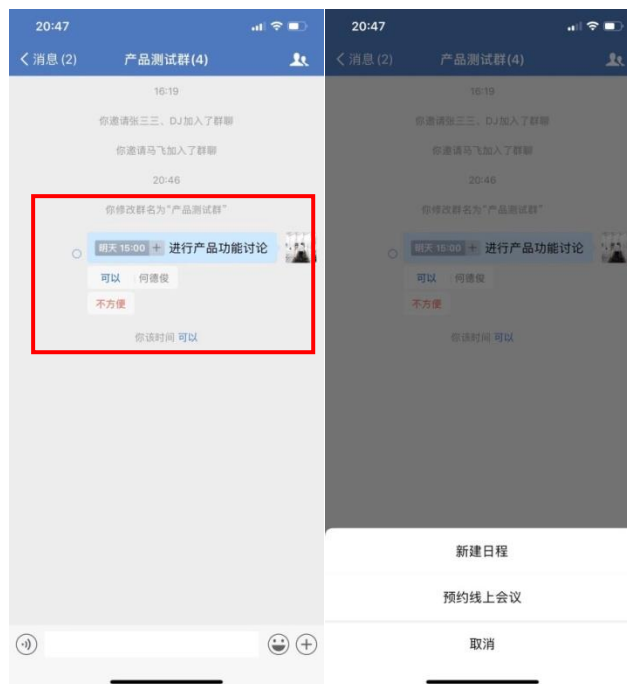 20:47
消息(2)
产品测试群(4)
16:19
你邀请张三三、DJ加入了群聊
你邀请马飞加入了群聊
20:46
你修改群名为“产品测试群”
明天 15:00 + 进行产品功能讨论
可以 何德俊
不方便
你该时间 可以
20:47
消息(2)
产品测试群(4)
16:19
你邀请张三三、DJ加入了群聊
你邀请马飞加入了群聊
20:46
你修改群名为“产品测试群”
明天 15:00 + 进行产品功能讨论
可以 何德俊
不方便
你该时间 可以
新建日程
预约线上会议
取消